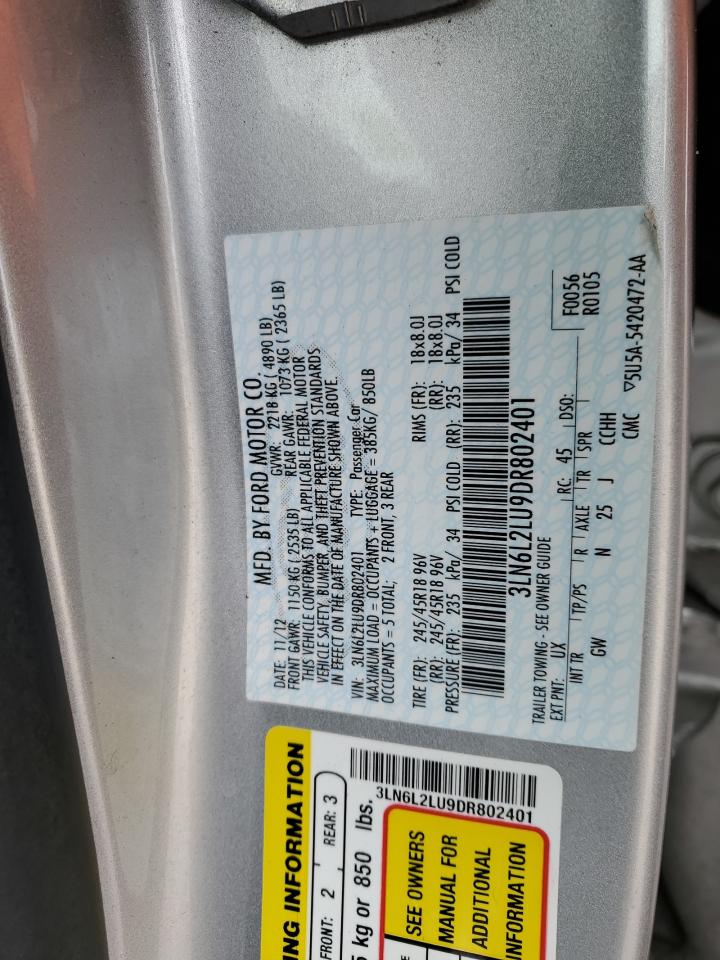 MFD. BY FORD MOTOR CO.
DATE: 11/12 GVWR: 2218 KG ( 4890 LB)
FRONT GAWR: 1150 KG ( 2535 LB) REAR GAWR: 1073 KG ( 2365 LB)
THIS VEHICLE CONFORMS TO ALL APPLICABLE FEDERAL MOTOR
VEHICLE SAFETY, BUMPER, AND THEFT PREVENTION STANDARDS
IN EFFECT ON THE DATE OF MANUFACTURE SHOWN ABOVE.
VIN: 3LN6L2LU9DR802401 TYPE: Passenger Car
MAXIMUM LOAD = OCCUPANTS + LUGGAGE = 385KG/ 850LB
OCCUPANTS = 5 TOTAL; 2 FRONT, 3 REAR
TIRE (FR): 245/45R18 96V RIMS (FR): 18x8.0J
(RR): 245/45R18 96V (RR): 18x8.0J
PRESSURE (FR): 235 kPa/ 34 PSI COLD (RR): 235 kPa/ 34 PSI COLD
3LN6L2LU9DR802401
TRAILER TOWING - SEE OWNER GUIDE
F0056
R0105
EXT PNT: UX RC: 45 DSO:
INT TR TP/PS R AXLE TR SPR
GW N 25 J CCHH
CMC ▽5U5A-5420472-AA
ING INFORMATION
FRONT: 2 REAR: 3
5 kg or 850 lbs.
3LN6L2LU9DR802401
SEE OWNERS
MANUAL FOR
ADDITIONAL
INFORMATION